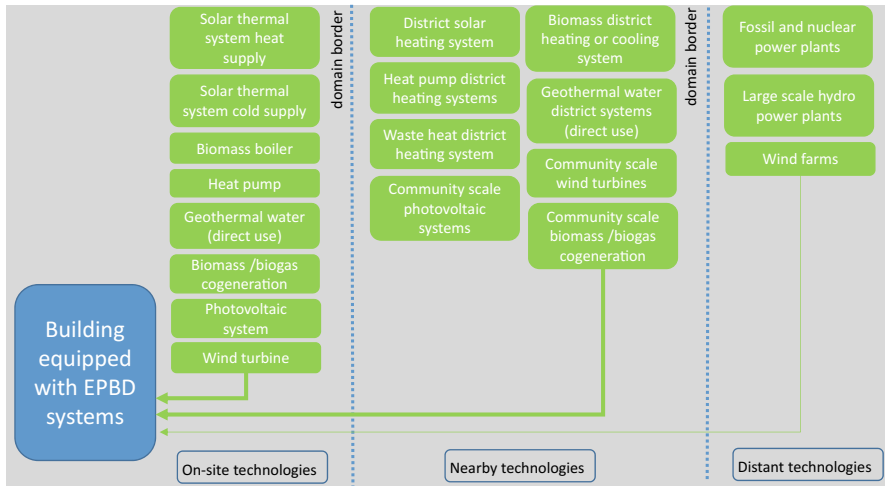 Solar thermal
system heat
supply
Solar thermal
system cold supply
Biomass boiler
Heat pump
Geothermal water
(direct use)
Biomass /biogas
cogeneration
Photovoltaic
system
Wind turbine
Building
equipped
with EPBD
systems
On-site technologies
domain border
District solar
heating system
Heat pump district
heating systems
Waste heat district
heating system
Community scale
photovoltaic
systems
Biomass district
heating or cooling
system
Geothermal water
district systems
(direct use)
Community scale
wind turbines
Community scale
biomass /biogas
cogeneration
Nearby technologies
domain border
Fossil and nuclear
power plants
Large scale hydro
power plants
Wind farms
Distant technologies